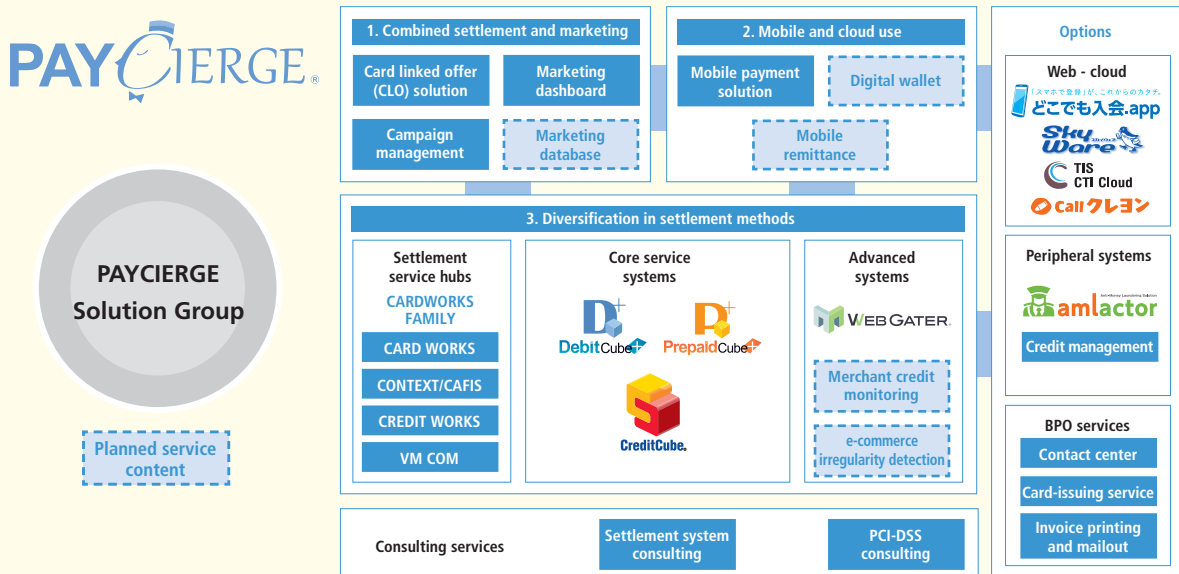 PAYCIERGE®
PAYCIERGE
Solution Group
Planned service
content
1. Combined settlement and marketing
Card linked offer
(CLO) solution
Marketing
dashboard
Campaign
management
Marketing
database
2. Mobile and cloud use
Mobile payment
solution
Digital wallet
Mobile
remittance
3. Diversification in settlement methods
Settlement
service hubs
CARDWORKS
FAMILY
CARD WORKS
CONTEXT/CAFIS
CREDIT WORKS
VM COM
Core service
systems
DebitCube+
PrepaidCube+
CreditCube.
Advanced
systems
WEBGATER.
Merchant credit
monitoring
e-commerce
irregularity detection
Consulting services
Settlement system
consulting
PCI-DSS
consulting
Options
Web - cloud
「スマホで登録」が、これからのカタチ。
どこでも入会.app
Sky
Ware
TIS
CTI Cloud
Call クレヨン
Peripheral systems
Anti-Money Laundering Solution
amlactor
Credit management
BPO services
Contact center
Card-issuing service
Invoice printing
and mailout